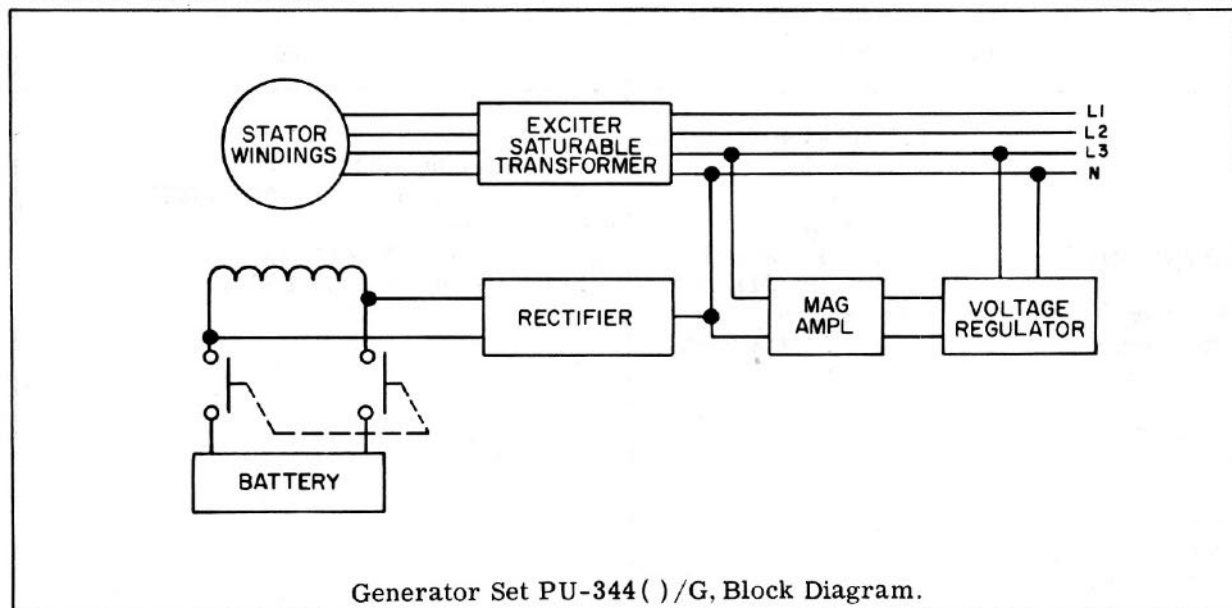 STATOR
WINDINGS
EXCITER
SATURABLE
TRANSFORMER
L1
L2
L3
N
RECTIFIER
MAG
AMPL
VOLTAGE
REGULATOR
BATTERY
Generator Set PU-344( )/G, Block Diagram.